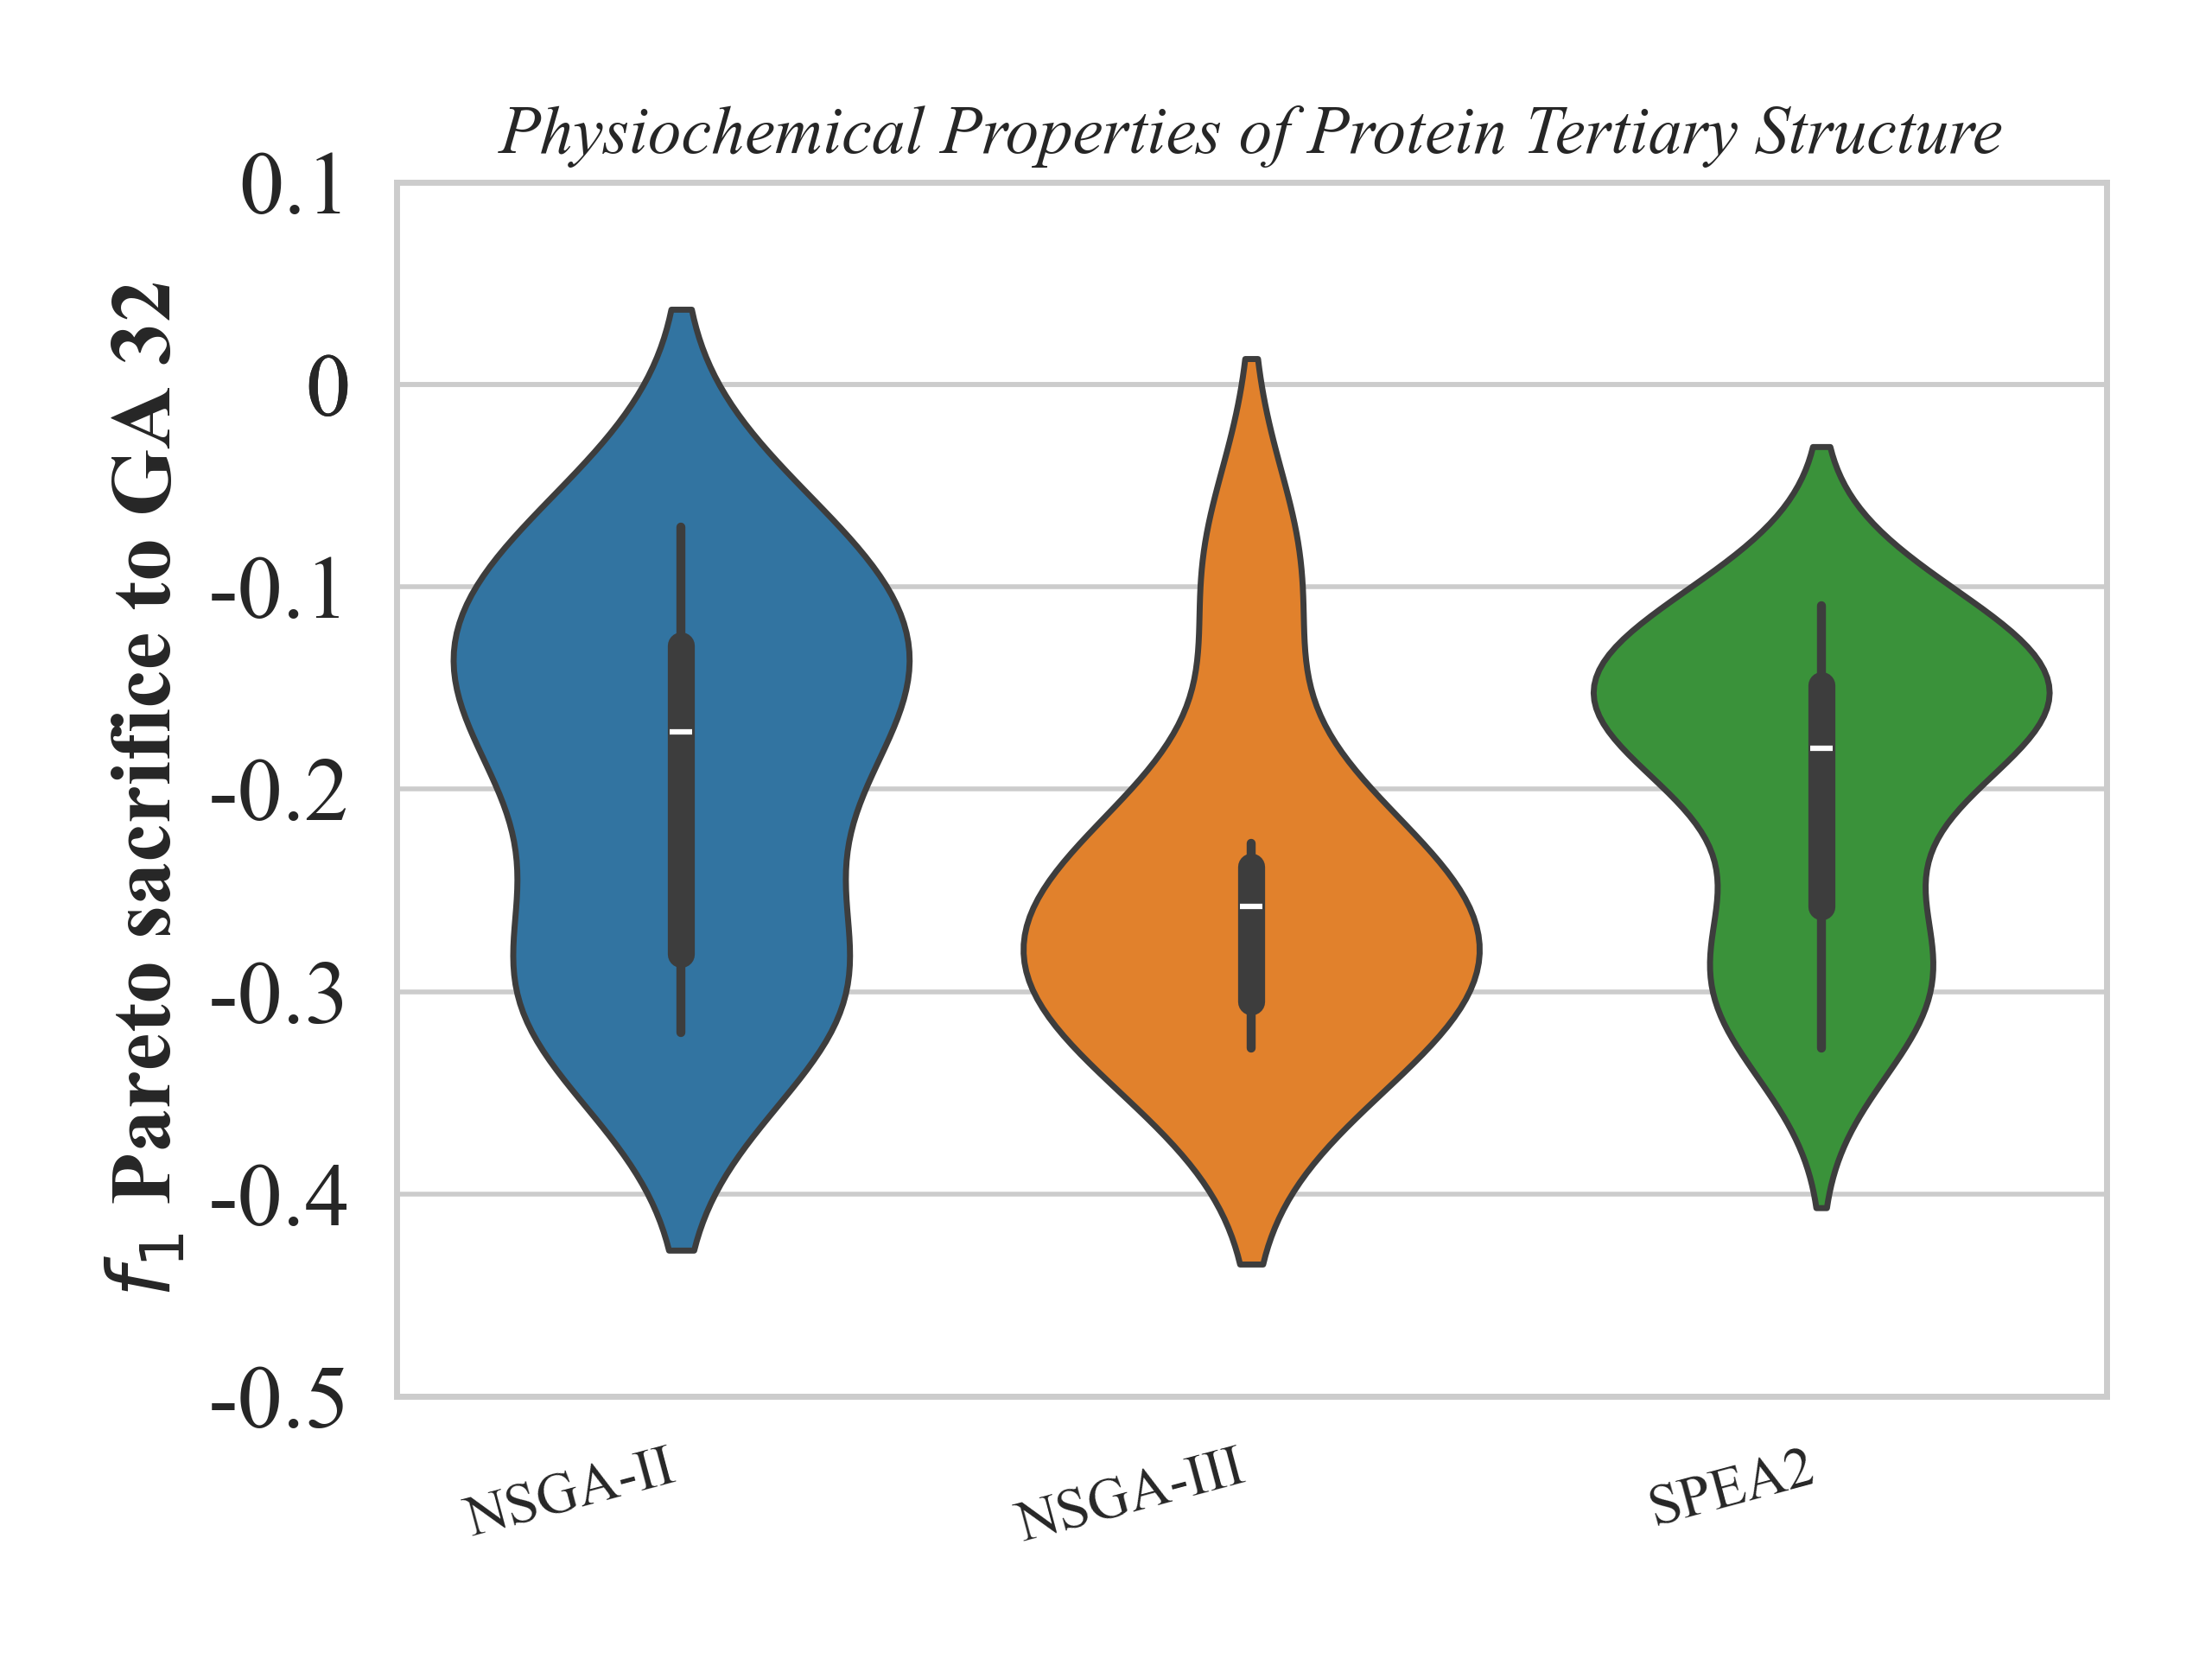 Physiochemical Properties of Protein Tertiary Structure
f1 Pareto sacrifice to GA 32
0.1
0
-0.1
-0.2
-0.3
-0.4
-0.5
NSGA-II
NSGA-III
SPEA2